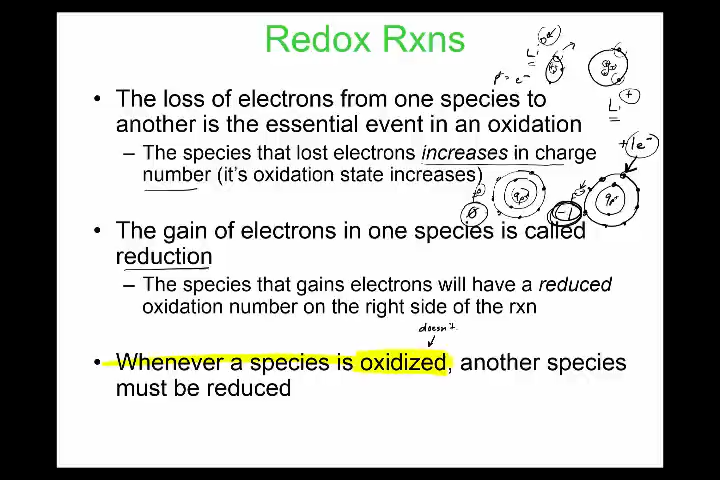 Redox Rxns
• The loss of electrons from one species to
another is the essential event in an oxidation
– The species that lost electrons increases in charge
number (it's oxidation state increases)
• The gain of electrons in one species is called
reduction
– The species that gains electrons will have a reduced
oxidation number on the right side of the rxn
doesn't
• Whenever a species is oxidized, another species
must be reduced
Li
Li+
+1e-
9p
-1
9p